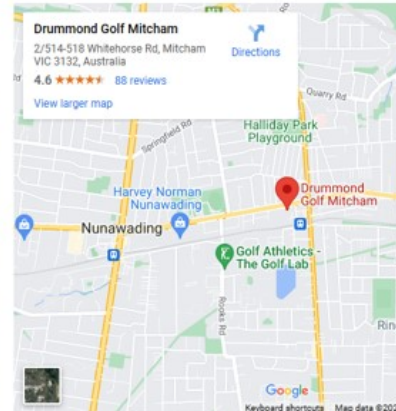 Drummond Golf Mitcham
2/514-518 Whitehorse Rd, Mitcham
VIC 3132, Australia
4.6
88 reviews
View larger map
Directions
Quarry Rd
Halliday Park
Playground
Springfield Rd
Harvey Norman
Nunawading
Drummond
Golf Mitcham
Nunawading
Golf Athletics -
The Golf Lab
Rooks Rd
Google
Keyboard shortcuts
Map data